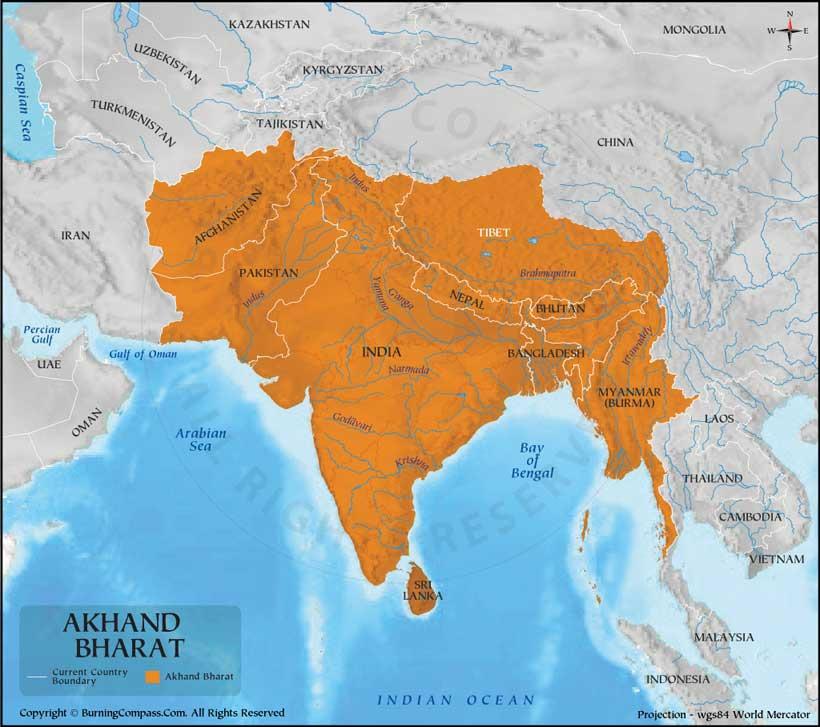 KAZAKHSTAN
MONGOLIA
N
W E
S
UZBEKISTAN
KYRGYZSTAN
Caspian Sea
TURKMENISTAN
TAJIKISTAN
CHINA
Indus
AFGHANISTAN
IRAN
TIBET
PAKISTAN
Brahmaputra
Indus
Yamuna
Ganga
NEPAL
BHUTAN
Percian
Gulf
Gulf of Oman
UAE
INDIA
BANGLADESH
Irrawaddy
Narmada
MYANMAR
(BURMA)
OMAN
LAOS
Arabian
Sea
Godavari
Krishna
Bay
of
Bengal
THAILAND
CAMBODIA
VIETNAM
SRI
LANKA
AKHAND
BHARAT
Current Country
Boundary
Akhand Bharat
MALAYSIA
INDONESIA
INDIAN OCEAN
Copyright © BurningCompass.Com. All Rights Reserved
Projection - wgs84 World Mercator